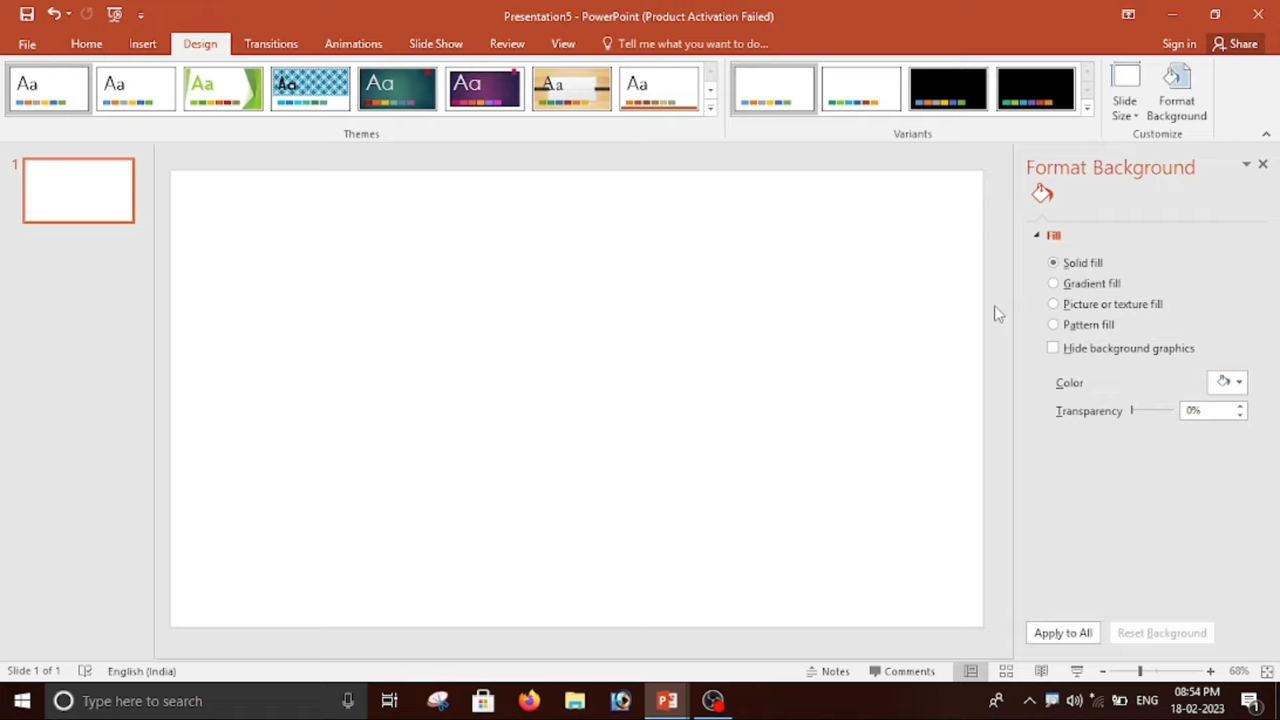 Presentation5 - PowerPoint (Product Activation Failed)
File Home Insert Design Transitions Animations Slide Show Review View Tell me what you want to do... Sign in Share
Aa Aa Aa Aa Aa Aa Aa Aa
Slide Size
Format Background
Themes Variants Customize
1
Format Background
Fill
Solid fill
Gradient fill
Picture or texture fill
Pattern fill
Hide background graphics
Color
Transparency 0%
Apply to All Reset Background
Slide 1 of 1 English (India) Notes Comments 68%
Type here to search
ENG
08:54 PM
18-02-2023
1